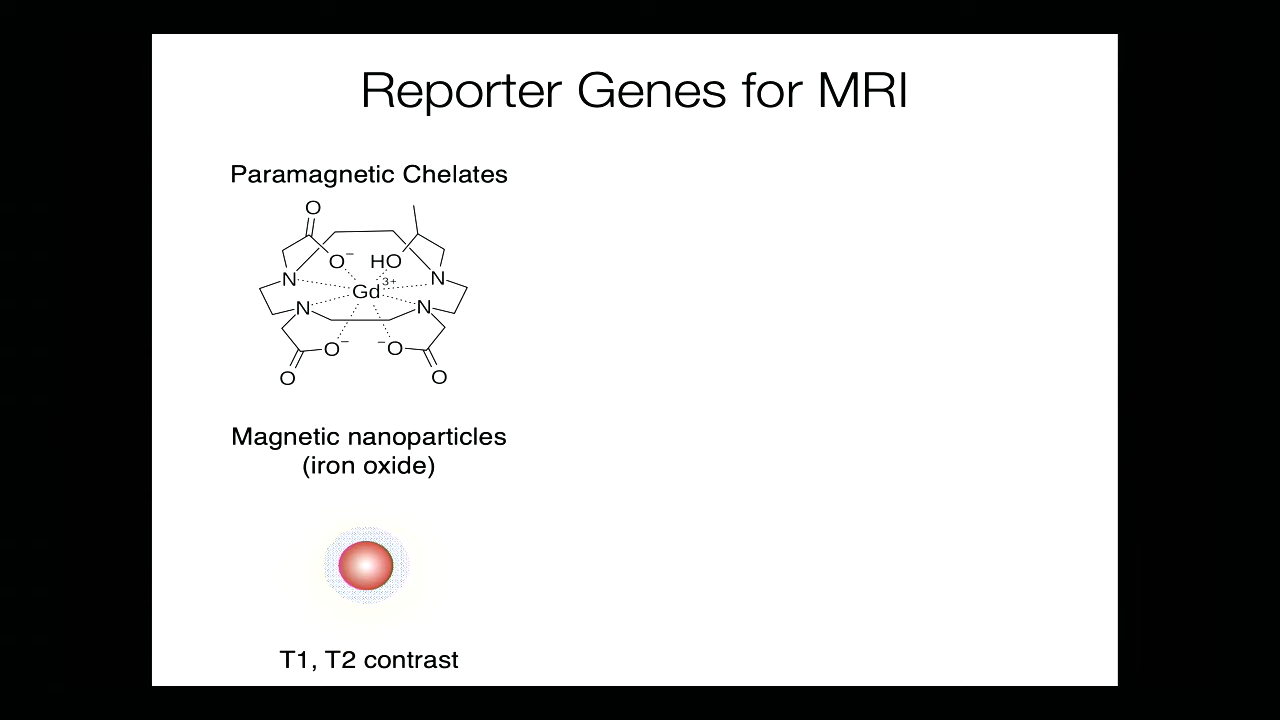 Reporter Genes for MRI
Paramagnetic Chelates
O
O⁻ HO
N N
Gd³⁺
N N
O⁻ ⁻O
O O
Magnetic nanoparticles
(iron oxide)
T1, T2 contrast